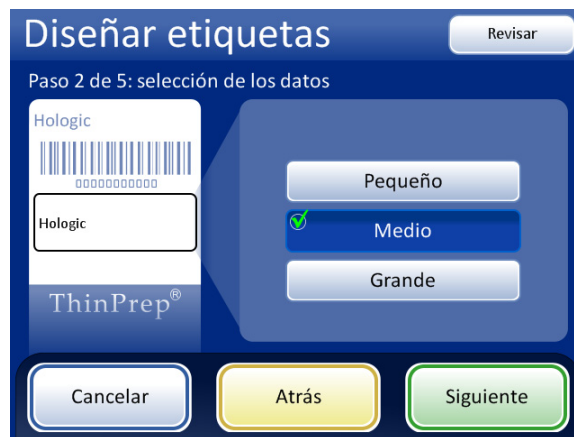 Diseñar etiquetas
Revisar
Paso 2 de 5: selección de los datos
Hologic
00000000000
Hologic
ThinPrep®
Pequeño
Medio
Grande
Cancelar
Atrás
Siguiente